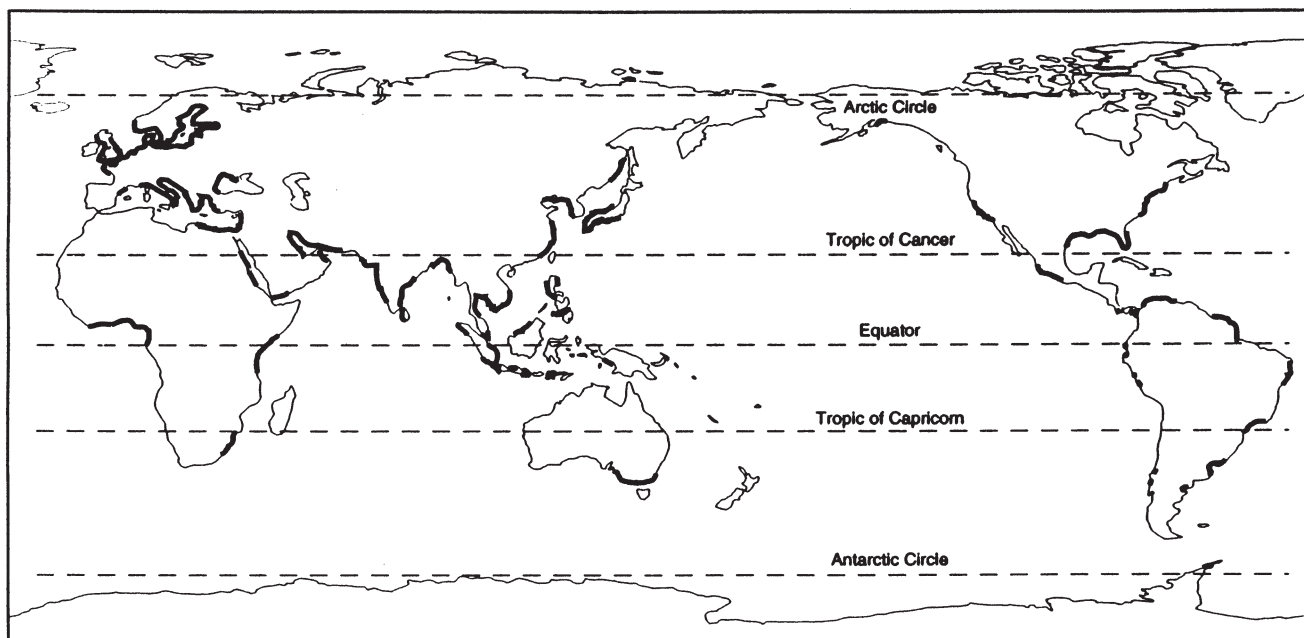 Arctic Circle
Tropic of Cancer
Equator
Tropic of Capricorn
Antarctic Circle